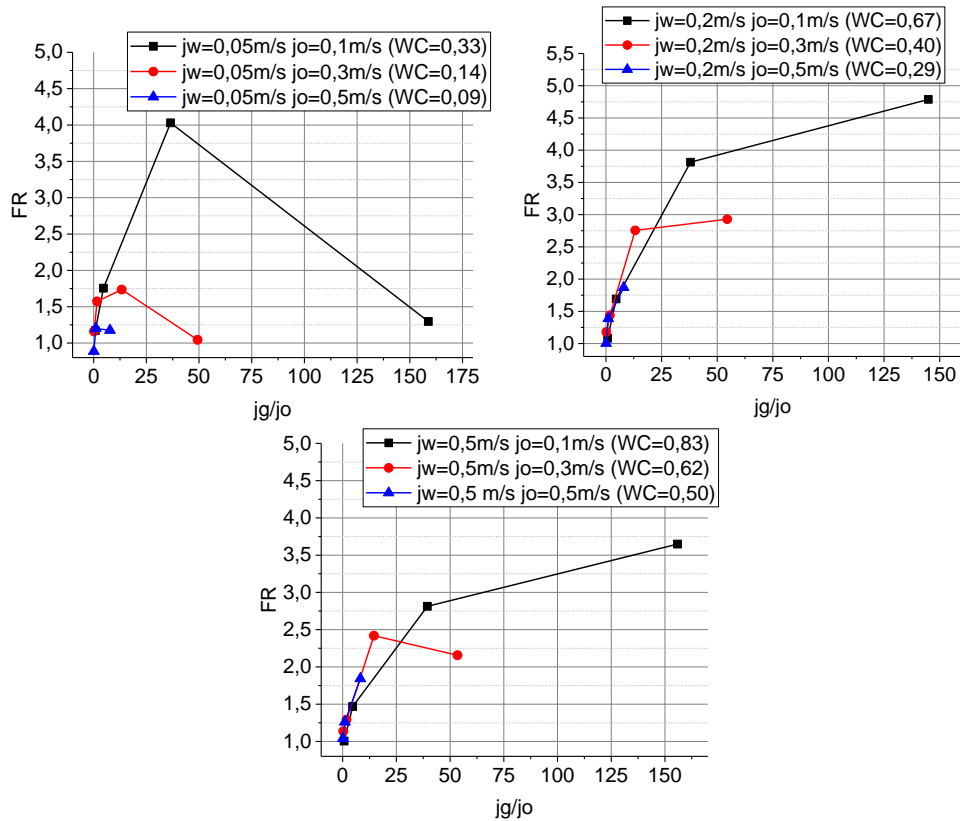 jw=0,05m/s jo=0,1m/s (WC=0,33)
jw=0,05m/s jo=0,3m/s (WC=0,14)
jw=0,05m/s jo=0,5m/s (WC=0,09)
5,0
4,5
4,0
3,5
3,0
2,5
2,0
1,5
1,0
FR
0 25 50 75 100 125 150 175
jg/jo
jw=0,2m/s jo=0,1m/s (WC=0,67)
jw=0,2m/s jo=0,3m/s (WC=0,40)
jw=0,2m/s jo=0,5m/s (WC=0,29)
5,5
5,0
4,5
4,0
3,5
3,0
2,5
2,0
1,5
1,0
FR
0 25 50 75 100 125 150
jg/jo
jw=0,5m/s jo=0,1m/s (WC=0,83)
jw=0,5m/s jo=0,3m/s (WC=0,62)
jw=0,5 m/s jo=0,5m/s (WC=0,50)
5,0
4,5
4,0
3,5
3,0
2,5
2,0
1,5
1,0
FR
0 25 50 75 100 125 150
jg/jo